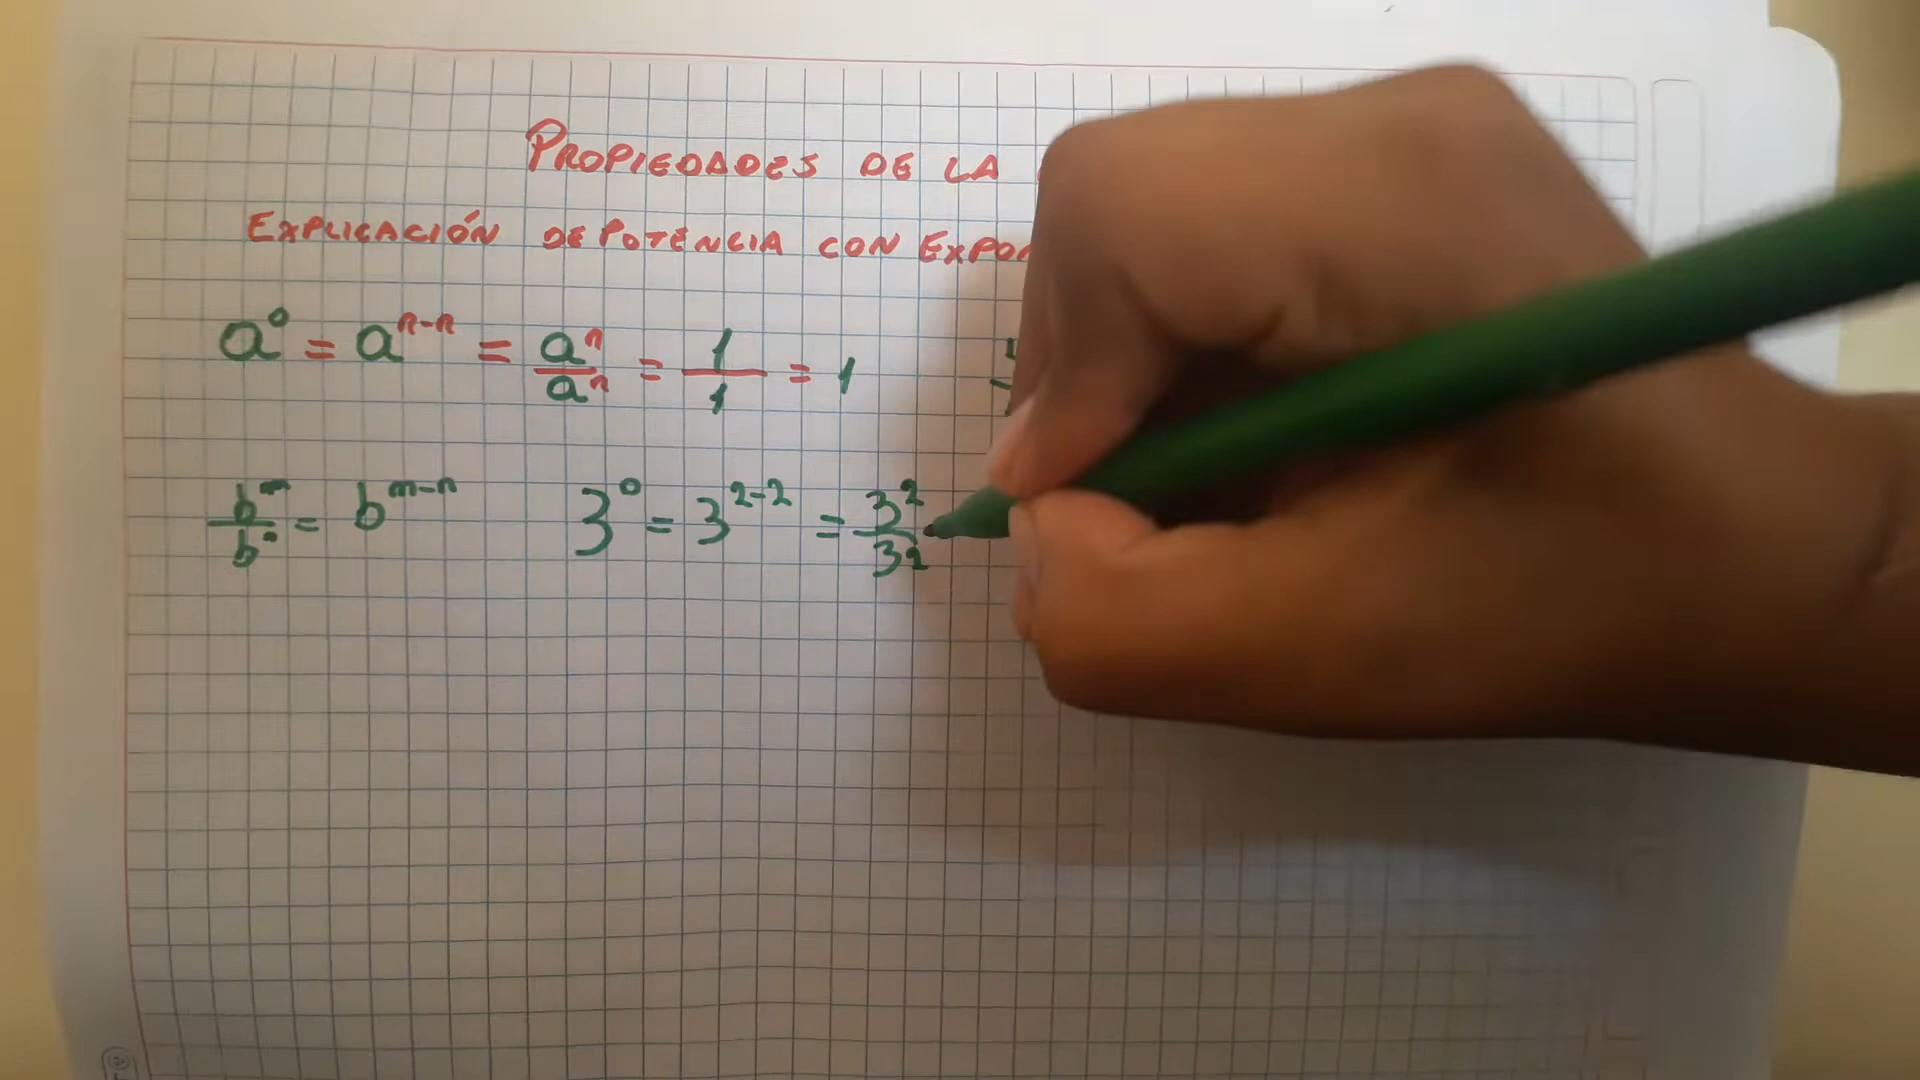 PROPIEDADES DE LA
EXPLICACIÓN DE POTENCIA CON
a⁰ = aⁿ⁻ⁿ = aⁿ/aⁿ = 1/1 = 1
bᵐ/bⁿ = bᵐ⁻ⁿ 3⁰ = 3²⁻² = 3²/3²